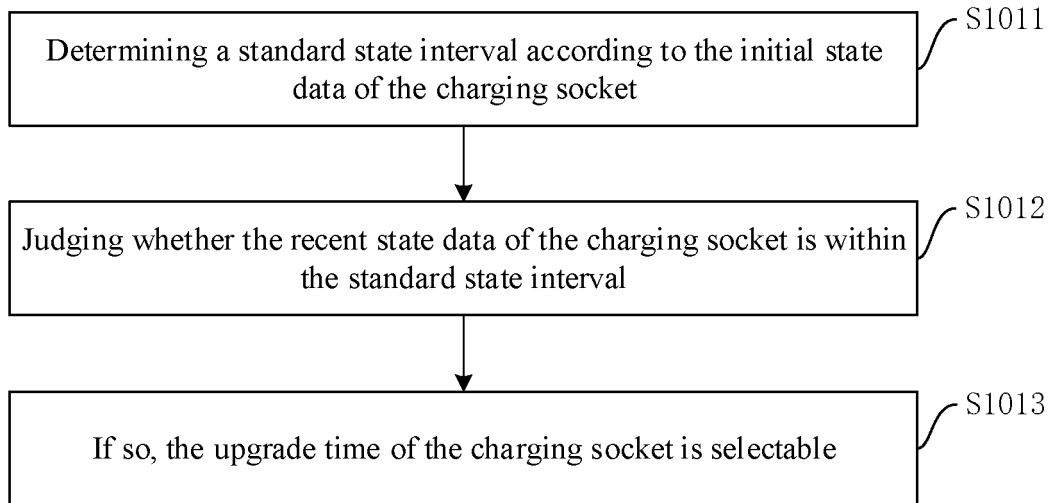 S1011
Determining a standard state interval according to the initial state
data of the charging socket
S1012
Judging whether the recent state data of the charging socket is within
the standard state interval
S1013
If so, the upgrade time of the charging socket is selectable